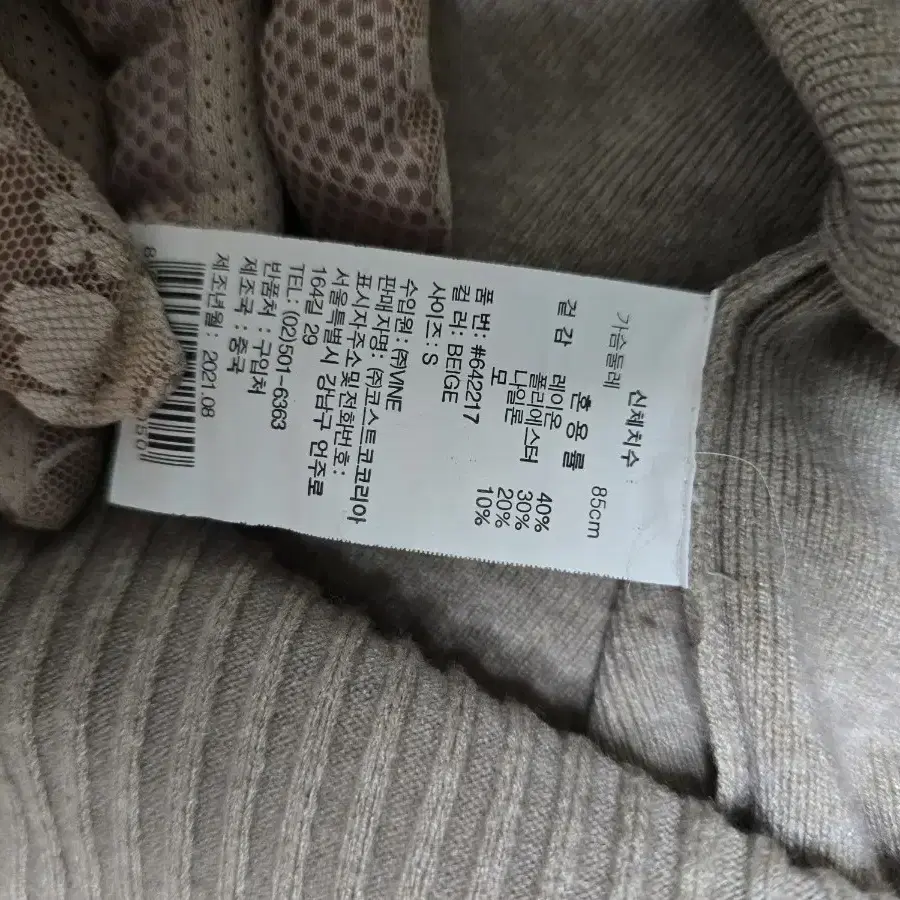 신체치수 :
가슴둘레 85cm
혼용률
겉감 레이온 40%
폴리에스터 30%
나일론 20%
모 10%
품 번: #642217
컬 러: BEIGE
사이즈: S
수입원: ㈜VINE
판매자명: ㈜코스트코코리아
표시자주소및전화번호:
서울특별시 강남구 언주로
164길 29
TEL: (02)501-6363
반품처 : 구입처
제조국 : 중국
제조년월: 2021.08